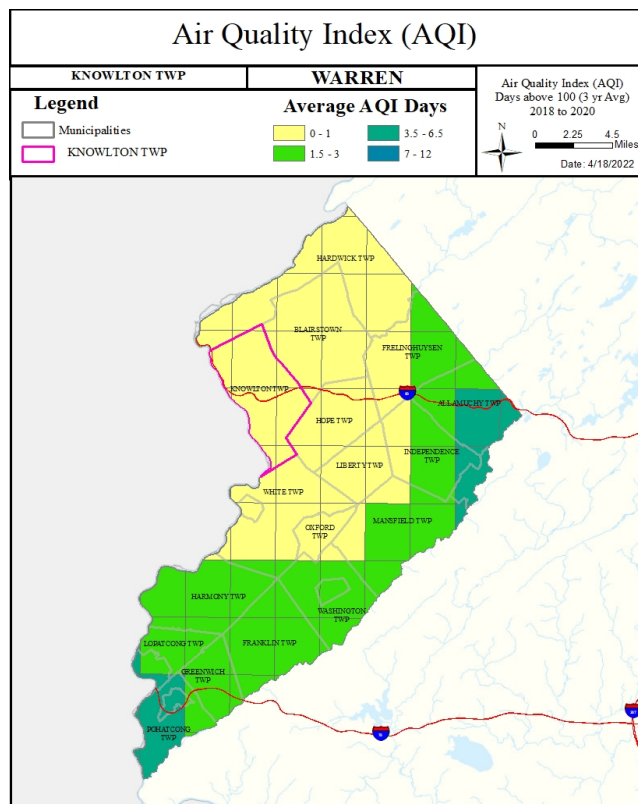 Air Quality Index (AQI)
KNOWLTON TWP
WARREN
Legend
Municipalities
KNOWLTON TWP
Average AQI Days
0 - 1
1.5 - 3
3.5 - 6.5
7 - 12
Air Quality Index (AQI)
Days above 100 (3 yr Avg)
2018 to 2020
N
0 2.25 4.5
Miles
Date: 4/18/2022
HARDWICK TWP
BLAIRSTOWN
TWP
FRELINGHUYSEN
TWP
KNOWLTON TWP
ALLAMUCHY TWP
HOPE TWP
INDEPENDENCE
TWP
LIBERTY TWP
WHITE TWP
MANSFIELD TWP
OXFORD
TWP
HARMONY TWP
WASHINGTON
TWP
LOPATCONG TWP
FRANKLIN TWP
GREENWICH
TWP
POHATCONG
TWP